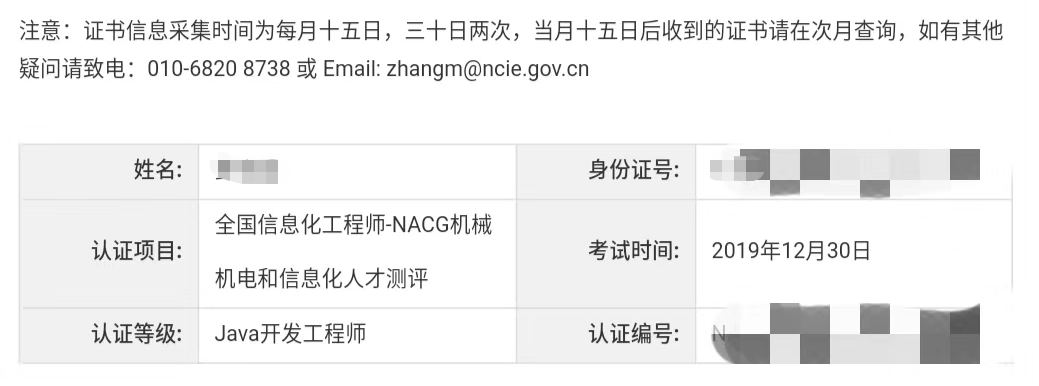 注意：证书信息采集时间为每月十五日，三十日两次，当月十五日后收到的证书请在次月查询，如有其他
疑问请致电：010-6820 8738 或 Email: zhangm@ncie.gov.cn
姓名:
身份证号:
认证项目:
全国信息化工程师-NACG机械
机电和信息化人才测评
考试时间:
2019年12月30日
认证等级:
Java开发工程师
认证编号:
N